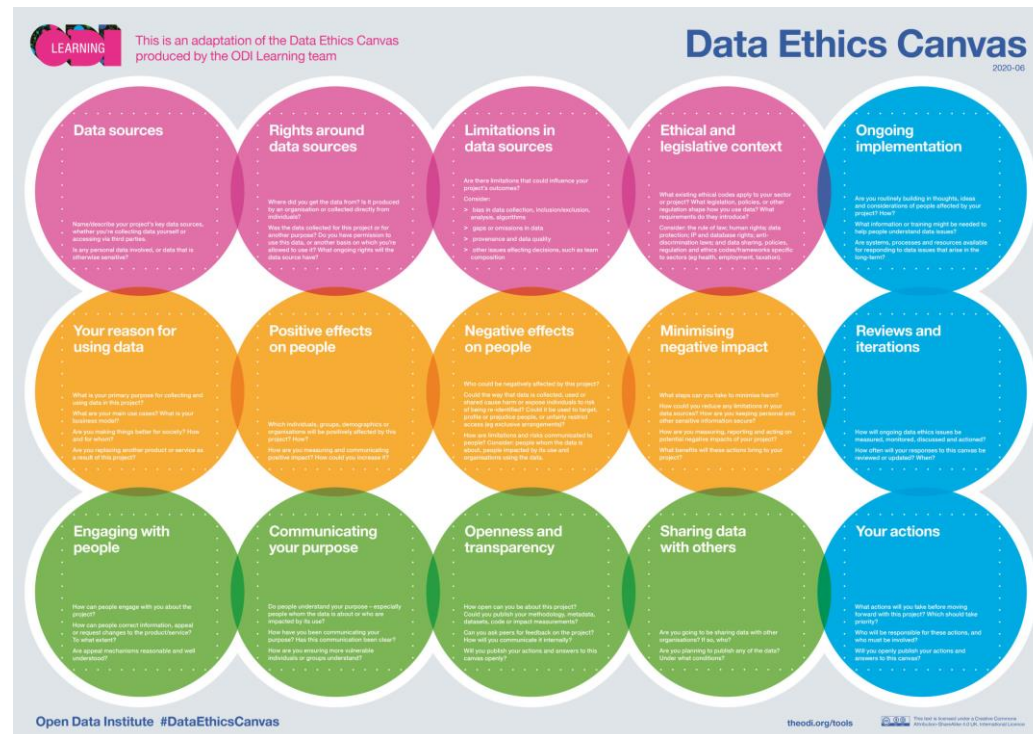 ODI
LEARNING
This is an adaptation of the Data Ethics Canvas
produced by the ODI Learning team
Data Ethics Canvas
2020-06
Data sources
Name/describe your project's key data sources,
whether you're collecting data yourself or
accessing via third parties.
Is any personal data involved, or data that is
otherwise sensitive?
Rights around
data sources
Where did you get the data from? Is it produced
by an organisation or collected directly from
individuals?
Was the data collected for this project or for
another purpose? Do you have permission to
use this data, or another basis on which you're
allowed to use it? What ongoing rights will the
data source have?
Limitations in
data sources
Are there limitations that could influence your
project's outcomes?
Consider:
> bias in data collection, inclusion/exclusion,
analysis, algorithms
> gaps or omissions in data
> provenance and data quality
> other issues affecting decisions, such as team
composition
Ethical and
legislative context
What existing ethical codes apply to your sector
or project? What legislation, policies, or other
regulation shape how you use data? What
requirements do they introduce?
Consider: the rule of law; human rights; data
protection; IP and database rights; anti-
discrimination laws; and data sharing, policies,
regulation and ethics codes/frameworks specific
to sectors (eg health, employment, taxation).
Ongoing
implementation
Are you routinely building in thoughts, ideas
and considerations of people affected by your
project? How?
What information or training might be needed to
help people understand data issues?
Are systems, processes and resources available
for responding to data issues that arise in the
long-term?
Your reason for
using data
What is your primary purpose for collecting and
using data in this project?
What are your main use cases? What is your
business model?
Are you making things better for society? How
and for whom?
Are you replacing another product or service as
a result of this project?
Positive effects
on people
Which individuals, groups, demographics or
organisations will be positively affected by this
project? How?
How are you measuring and communicating
positive impact? How could you increase it?
Negative effects
on people
Who could be negatively affected by this project?
Could the way that data is collected, used or
shared cause harm or expose individuals to risk
of being re-identified? Could it be used to target,
profile or prejudice people, or unfairly restrict
access (eg exclusive arrangements)?
How are limitations and risks communicated to
people? Consider: people whom the data is
about, people impacted by its use and
organisations using the data.
Minimising
negative impact
What steps can you take to minimise harm?
How could you reduce any limitations in your
data sources? How are you keeping personal and
other sensitive information secure?
How are you measuring, reporting and acting on
potential negative impacts of your project?
What benefits will these actions bring to your
project?
Reviews and
iterations
How will ongoing data ethics issues be
measured, monitored, discussed and actioned?
How often will your responses to this canvas be
reviewed or updated? When?
Engaging with
people
How can people engage with you about the
project?
How can people correct information, appeal
or request changes to the product/service?
To what extent?
Are appeal mechanisms reasonable and well
understood?
Communicating
your purpose
Do people understand your purpose – especially
people whom the data is about or who are
impacted by its use?
How have you been communicating your
purpose? Has this communication been clear?
How are you ensuring more vulnerable
individuals or groups understand?
Openness and
transparency
How open can you be about this project?
Could you publish your methodology, metadata,
datasets, code or impact measurements?
Can you ask peers for feedback on the project?
How will you communicate it internally?
Will you publish your actions and answers to this
canvas openly?
Sharing data
with others
Are you going to be sharing data with other
organisations? If so, who?
Are you planning to publish any of the data?
Under what conditions?
Your actions
What actions will you take before moving
forward with this project? Which should take
priority?
Who will be responsible for these actions, and
who must be involved?
Will you openly publish your actions and
answers to this canvas?
Open Data Institute #DataEthicsCanvas
theodi.org/tools
This text is licensed under a Creative Commons
Attribution-ShareAlike 4.0 UK: International Licence